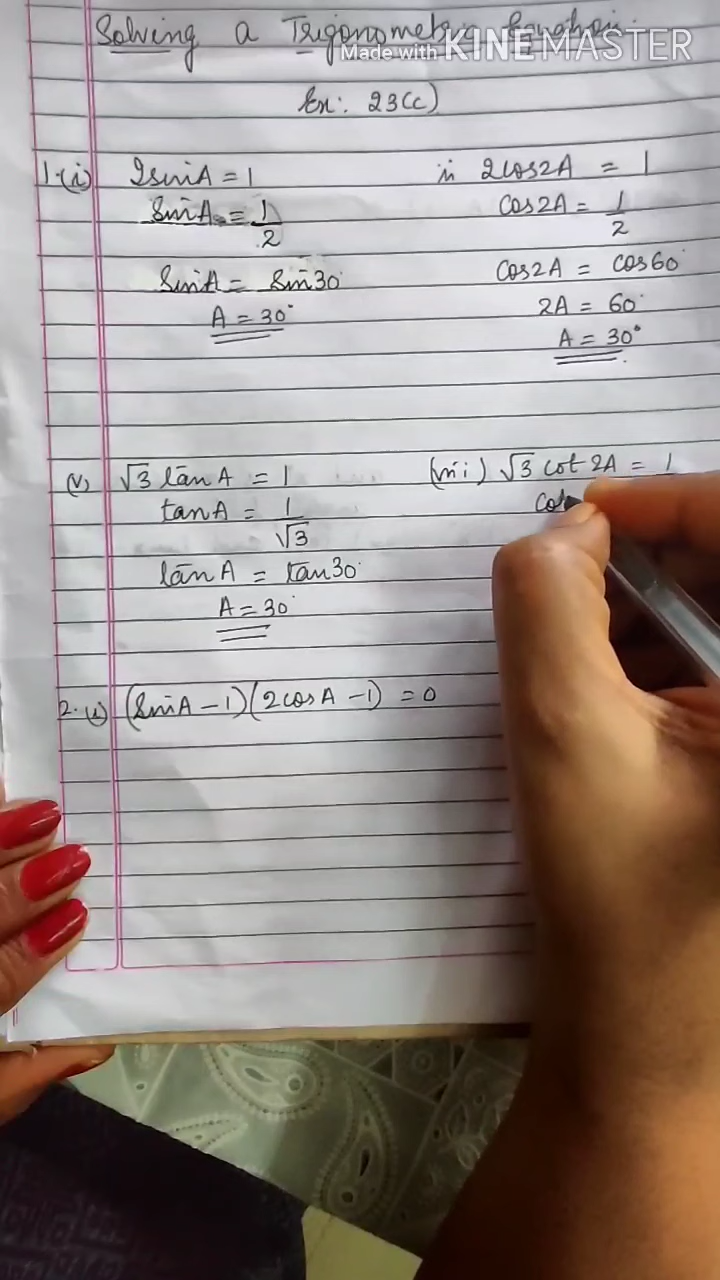 Solving a Trigonometric Equation.
Made with KINEMASTER
Ex: 23(c)
1.(i) 2sinA = 1
sinA = 1/2
sinA = sin30°
A = 30°
ii 2cos2A = 1
cos2A = 1/2
cos2A = cos60°
2A = 60°
A = 30°
(v) √3 tanA = 1
tanA = 1/√3
tanA = tan30°
A = 30°
√3 cot 2A = 1
2. (i) (sinA - 1)(2cosA - 1) = 0